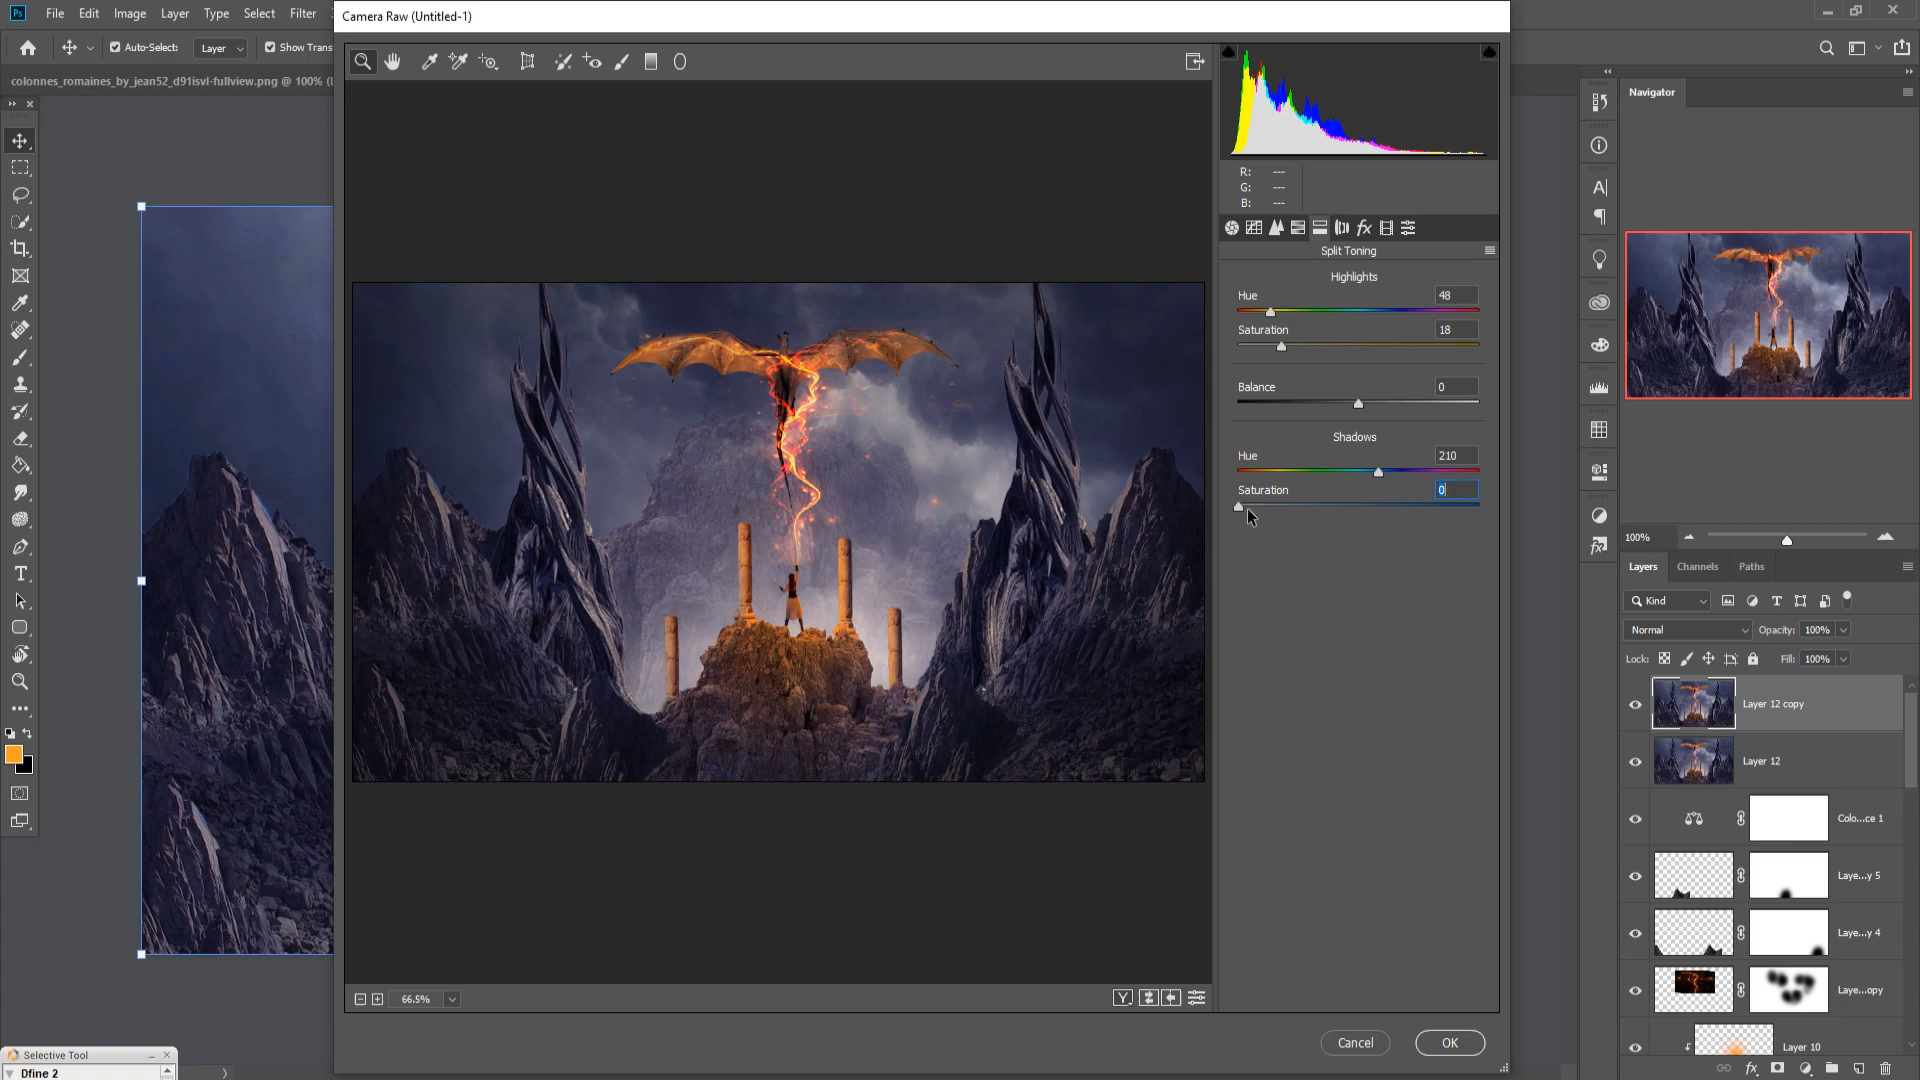 Ps File Edit Image Layer Type Select Filter
Camera Raw (Untitled-1)
Auto-Select: Layer Show Trans
colonnes_romaines_by_jean52_d91isvl-fullview.png @ 100% (
R: ---
G: ---
B: ---
Split Toning
Highlights
Hue 48
Saturation 18
Balance 0
Shadows
Hue 210
Saturation 0
66.5%
Cancel OK
Navigator
100%
Layers Channels Paths
Kind
Normal Opacity: 100%
Lock: Fill: 100%
Layer 12 copy
Layer 12
Colo...ce 1
Laye...y 5
Laye...y 4
Laye...opy
Layer 10
Selective Tool
Dfine 2